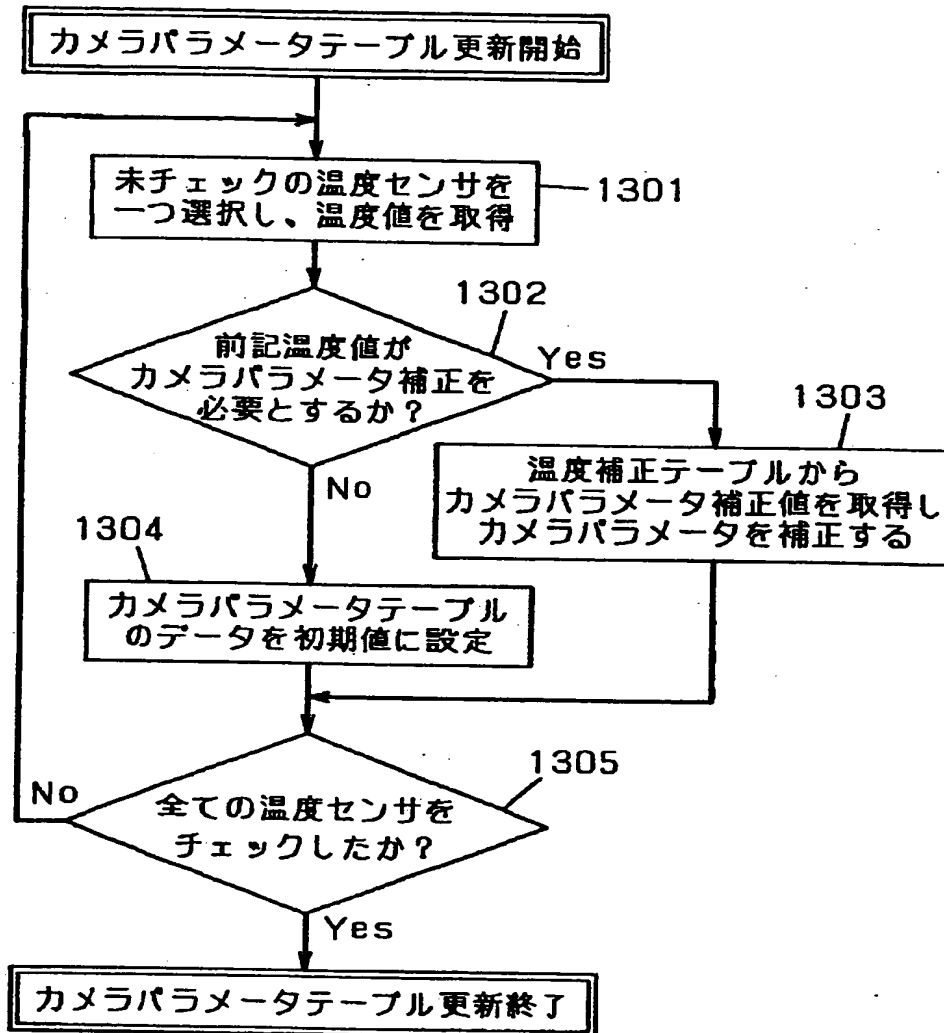 カメラパラメータテーブル更新開始
未チェックの温度センサを
一つ選択し、温度値を取得
1301
1302
前記温度値が
カメラパラメータ補正を
必要とするか？
Yes
No
1303
温度補正テーブルから
カメラパラメータ補正値を取得し
カメラパラメータを補正する
1304
カメラパラメータテーブル
のデータを初期値に設定
1305
全ての温度センサを
チェックしたか？
No
Yes
カメラパラメータテーブル更新終了